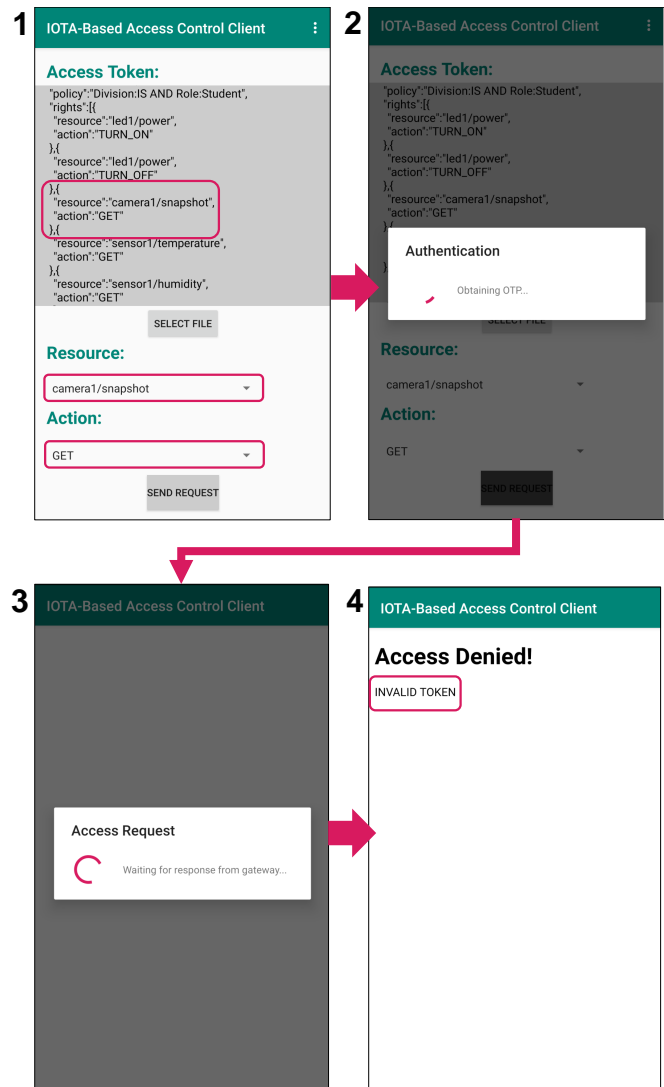 1
IOTA-Based Access Control Client
Access Token:
"policy":"Division:IS AND Role:Student",
"rights":[{
"resource":"led1/power",
"action":"TURN_ON"
},{
"resource":"led1/power",
"action":"TURN_OFF"
},{
"resource":"camera1/snapshot",
"action":"GET"
},{
"resource":"sensor1/temperature",
"action":"GET"
},{
"resource":"sensor1/humidity",
"action":"GET"
SELECT FILE
Resource:
camera1/snapshot
Action:
GET
SEND REQUEST
2
IOTA-Based Access Control Client
Access Token:
"policy":"Division:IS AND Role:Student",
"rights":[{
"resource":"led1/power",
"action":"TURN_ON"
},{
"resource":"led1/power",
"action":"TURN_OFF"
},{
"resource":"camera1/snapshot",
"action":"GET"
Authentication
Obtaining OTP...
SELECT FILE
Resource:
camera1/snapshot
Action:
GET
SEND REQUEST
3
IOTA-Based Access Control Client
Access Request
Waiting for response from gateway...
4
IOTA-Based Access Control Client
Access Denied!
INVALID TOKEN